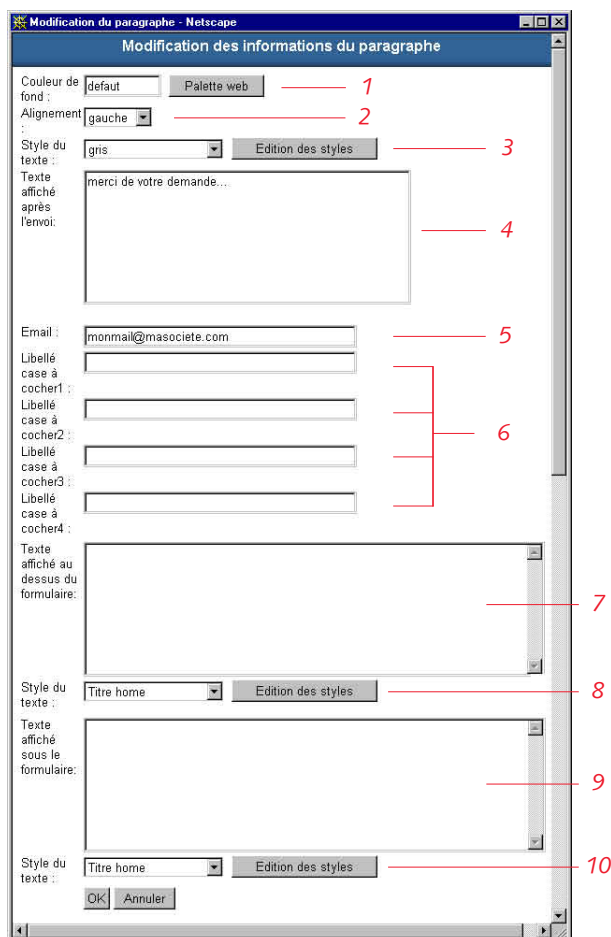 Modification du paragraphe - Netscape
Modification des informations du paragraphe
Couleur de
fond :
defaut
Palette web
1
Alignement
:
gauche
2
Style du
texte :
gris
Edition des styles
3
Texte
affiché
après
l'envoi:
merci de votre demande...
4
Email :
monmail@masociete.com
5
Libellé
case à
cocher1 :
Libellé
case à
cocher2 :
6
Libellé
case à
cocher3 :
Libellé
case à
cocher4 :
Texte
affiché au
dessus du
formulaire:
7
Style du
texte :
Titre home
Edition des styles
8
Texte
affiché
sous le
formulaire:
9
Style du
texte :
Titre home
Edition des styles
10
OK
Annuler